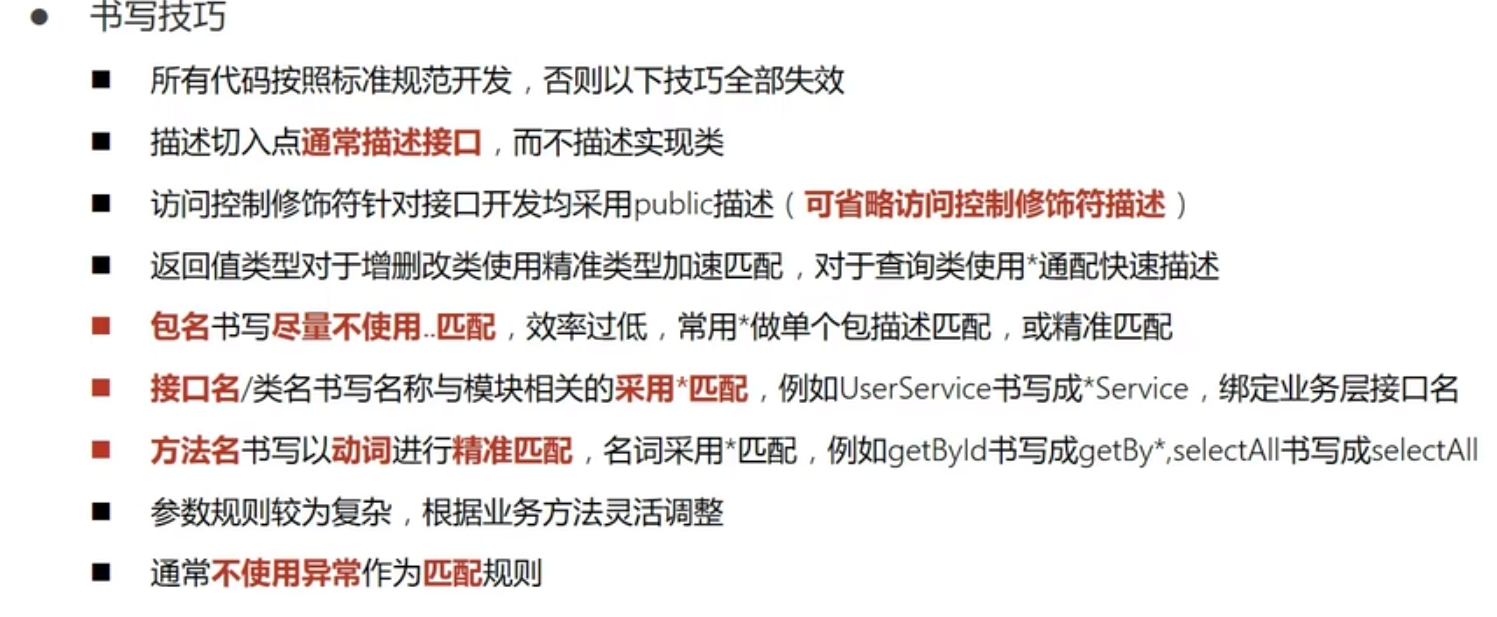 ● 书写技巧
■ 所有代码按照标准规范开发，否则以下技巧全部失效
■ 描述切入点通常描述接口，而不描述实现类
■ 访问控制修饰符针对接口开发均采用public描述（可省略访问控制修饰符描述）
■ 返回值类型对于增删改类使用精准类型加速匹配，对于查询类使用*通配快速描述
■ 包名书写尽量不使用..匹配，效率过低，常用*做单个包描述匹配，或精准匹配
■ 接口名/类名书写名称与模块相关的采用*匹配，例如UserService书写成*Service，绑定业务层接口名
■ 方法名书写以动词进行精准匹配，名词采用*匹配，例如getById书写成getBy*,selectAll书写成selectAll
■ 参数规则较为复杂，根据业务方法灵活调整
■ 通常不使用异常作为匹配规则